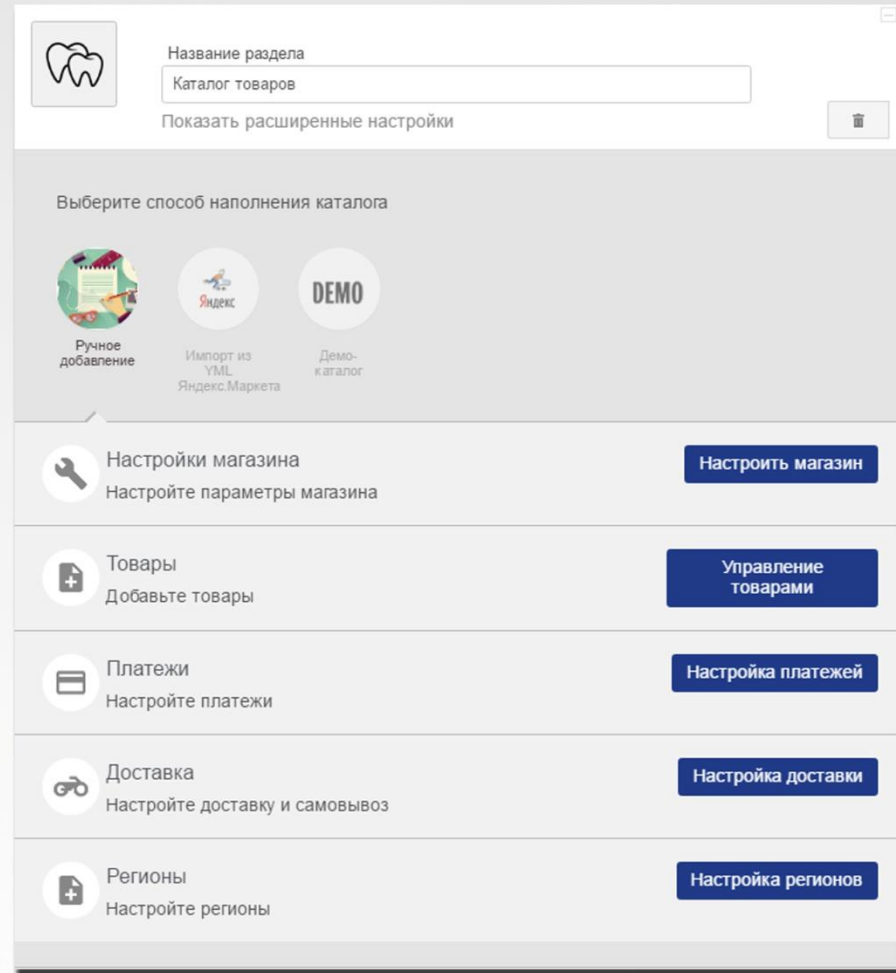 Название раздела
Каталог товаров
Показать расширенные настройки
Выберите способ наполнения каталога
Яндекс
DEMO
Ручное
добавление
Импорт из
YML
Яндекс.Маркета
Демо-
каталог
Настройки магазина
Настройте параметры магазина
Настроить магазин
Товары
Добавьте товары
Управление
товарами
Платежи
Настройте платежи
Настройка платежей
Доставка
Настройте доставку и самовывоз
Настройка доставки
Регионы
Настройте регионы
Настройка регионов